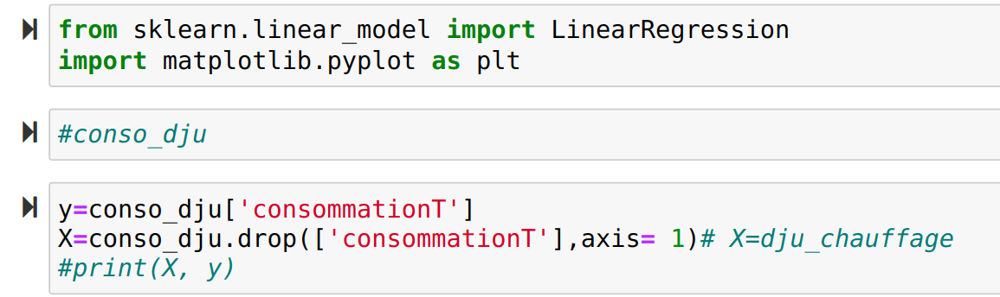 from sklearn.linear_model import LinearRegression
import matplotlib.pyplot as plt
#conso_dju
y=conso_dju['consommationT']
X=conso_dju.drop(['consommationT'],axis= 1)# X=dju_chauffage
#print(X, y)